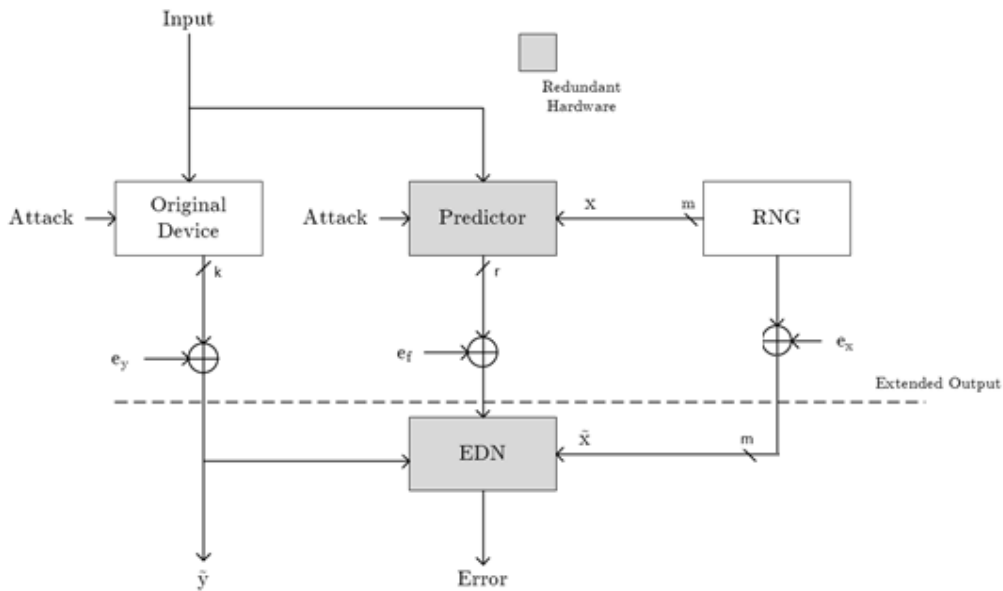 Input
Redundant
Hardware
Attack
Original
Device
Attack
Predictor
x
m
RNG
k
r
e_y
e_f
e_x
Extended Output
EDN
x̃
m
ỹ
Error